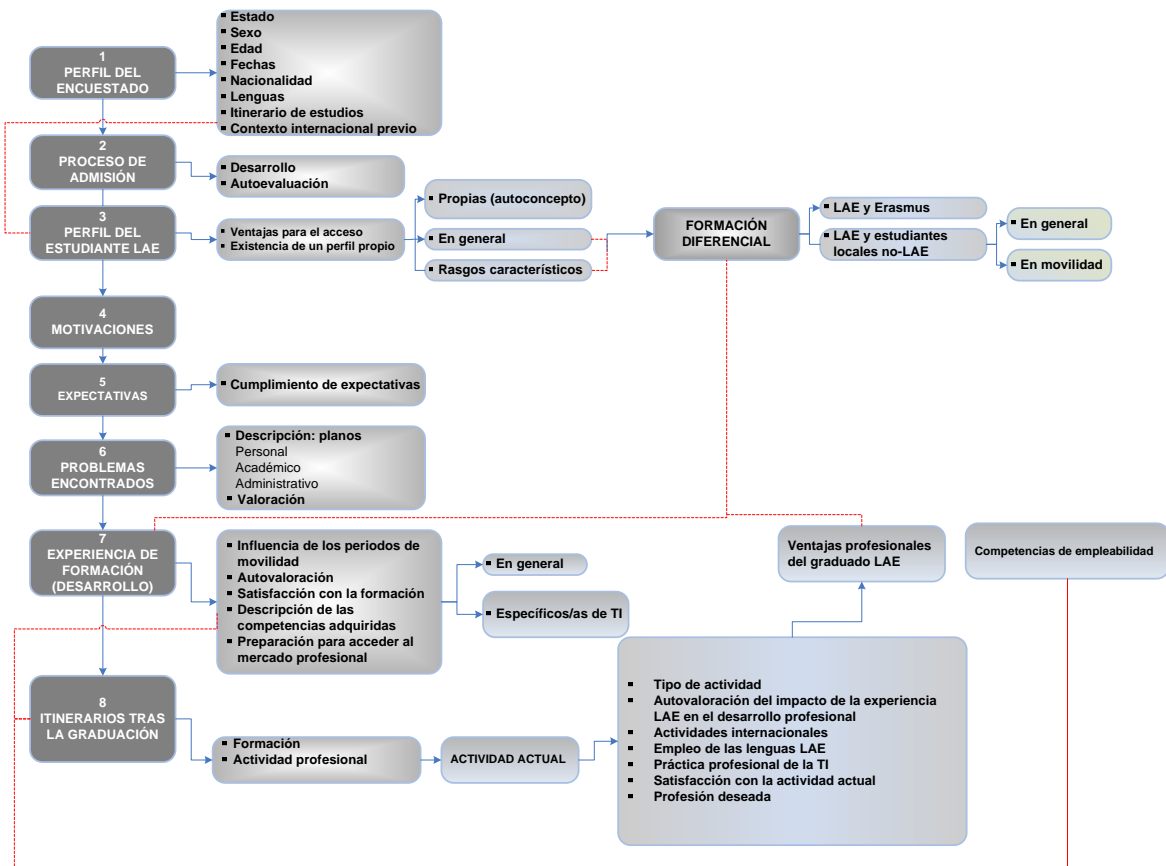 1
PERFIL DEL
ENCUESTADO
▪ Estado
▪ Sexo
▪ Edad
▪ Fechas
▪ Nacionalidad
▪ Lenguas
▪ Itinerario de estudios
▪ Contexto internacional previo
2
PROCESO DE
ADMISIÓN
▪ Desarrollo
▪ Autoevaluación
3
PERFIL DEL
ESTUDIANTE LAE
▪ Ventajas para el acceso
▪ Existencia de un perfil propio
▪ Propias (autoconcepto)
▪ En general
▪ Rasgos característicos
FORMACIÓN
DIFERENCIAL
▪ LAE y Erasmus
▪ LAE y estudiantes
locales no-LAE
▪ En general
▪ En movilidad
4
MOTIVACIONES
5
EXPECTATIVAS
▪ Cumplimiento de expectativas
6
PROBLEMAS
ENCONTRADOS
▪ Descripción: planos
Personal
Académico
Administrativo
▪ Valoración
7
EXPERIENCIA DE
FORMACIÓN
(DESARROLLO)
▪ Influencia de los periodos de
movilidad
▪ Autovaloración
▪ Satisfacción con la formación
▪ Descripción de las
competencias adquiridas
▪ Preparación para acceder al
mercado profesional
▪ En general
▪ Específicos/as de TI
Ventajas profesionales
del graduado LAE
Competencias de empleabilidad
8
ITINERARIOS TRAS
LA GRADUACIÓN
▪ Formación
▪ Actividad profesional
ACTIVIDAD ACTUAL
▪ Tipo de actividad
▪ Autovaloración del impacto de la experiencia
LAE en el desarrollo profesional
▪ Actividades internacionales
▪ Empleo de las lenguas LAE
▪ Práctica profesional de la TI
▪ Satisfacción con la actividad actual
▪ Profesión deseada